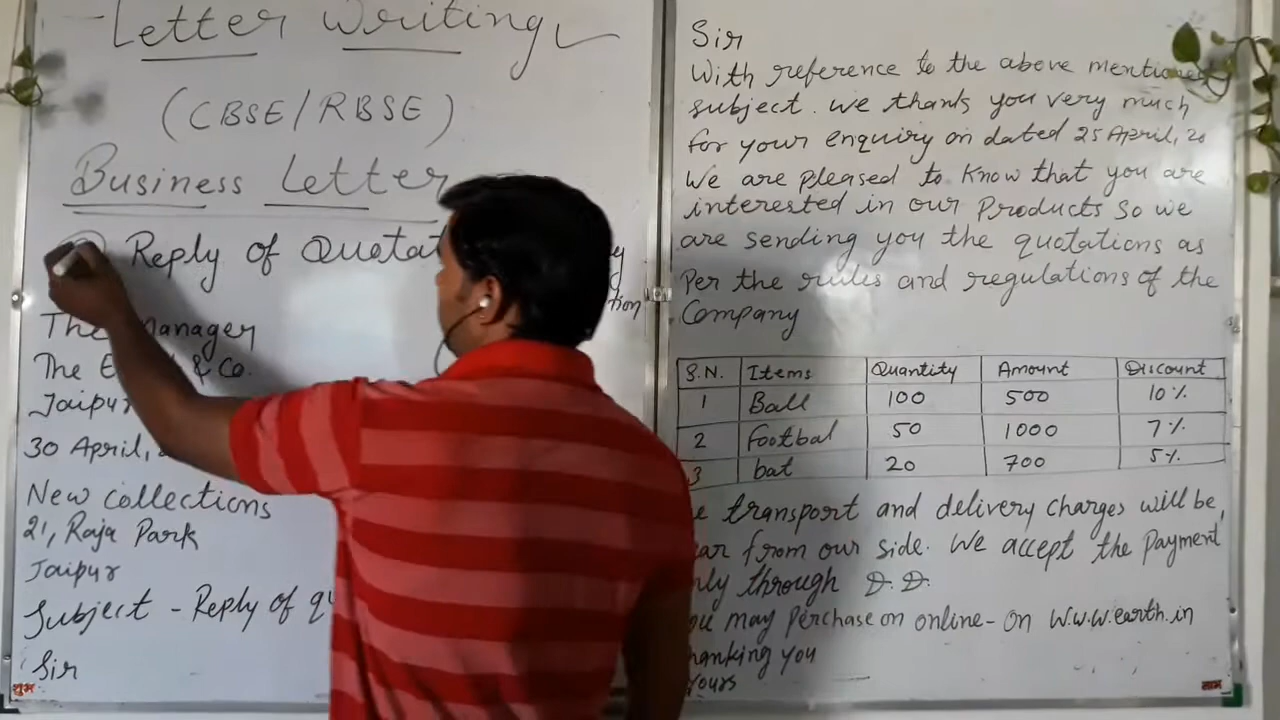 Letter Writing
(CBSE/RBSE)
Business Letter
Reply of
The Manager
The & Co.
Jaipur
30 April,
New collections
21, Raja Park
Jaipur
Subject - Reply of
Sir
Sir
With reference to the above mentioned
subject. We thank you very much
for your enquiry on dated 25 April, 20
We are pleased to know that you are
interested in our Products so we
are sending you the quotations as
Per the rules and regulations of the
Company
S.N. Items Quantity Amount Discount
1 Ball 100 500 10%
2 footbal 50 1000 7%
3 bat 20 700 5%
transport and delivery charges will be,
from our side. We accept the Payment
through D.D.
may Perchase on online - on W.w.w.earth.in
you
yours